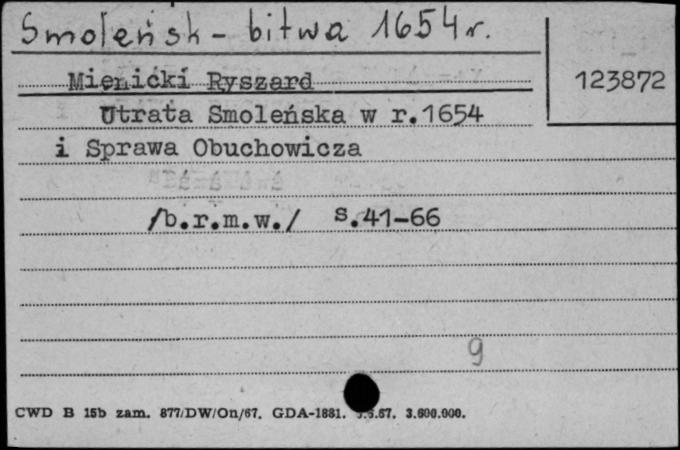 Smoleńsk - bitwa 1654 r.
Mienicki Ryszard
123872
Utrata Smoleńska w r.1654
i Sprawa Obuchowicza
/b.r.m.w./ s.41-66
9
CWD B 15b zam. 877/DW/On/67. GDA-1881. 3.6.67. 3.600.000.